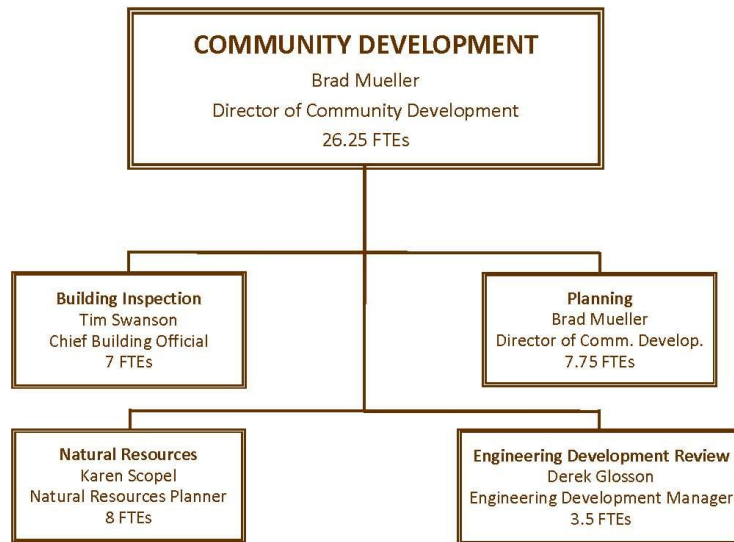 COMMUNITY DEVELOPMENT
Brad Mueller
Director of Community Development
26.25 FTEs
Building Inspection
Tim Swanson
Chief Building Official
7 FTEs
Planning
Brad Mueller
Director of Comm. Develop.
7.75 FTEs
Natural Resources
Karen Scopel
Natural Resources Planner
8 FTEs
Engineering Development Review
Derek Glosson
Engineering Development Manager
3.5 FTEs